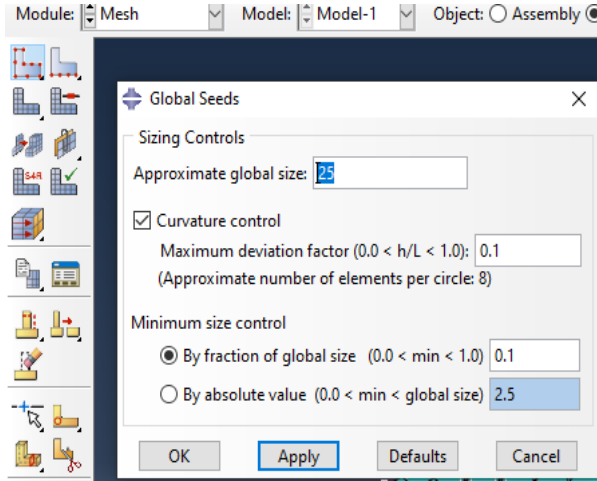 Module: Mesh Model: Model-1 Object: Assembly
Global Seeds
Sizing Controls
Approximate global size: 25
Curvature control
Maximum deviation factor (0.0 < h/L < 1.0): 0.1
(Approximate number of elements per circle: 8)
Minimum size control
By fraction of global size (0.0 < min < 1.0) 0.1
By absolute value (0.0 < min < global size) 2.5
OK Apply Defaults Cancel
S4R